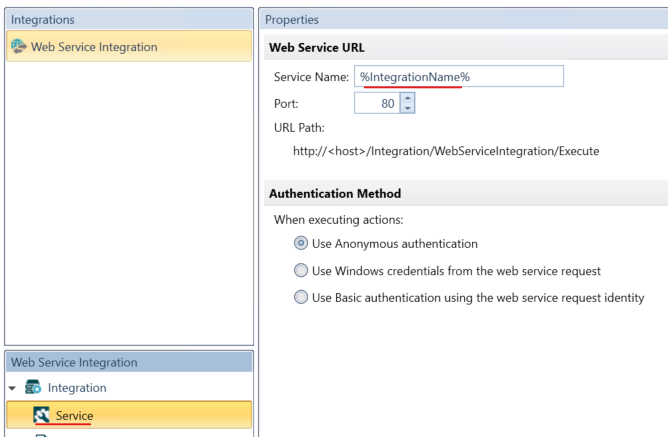 Integrations
Web Service Integration
Web Service Integration
Integration
Service
Properties
Web Service URL
Service Name: %IntegrationName%
Port: 80
URL Path:
http://<host>/Integration/WebServiceIntegration/Execute
Authentication Method
When executing actions:
Use Anonymous authentication
Use Windows credentials from the web service request
Use Basic authentication using the web service request identity